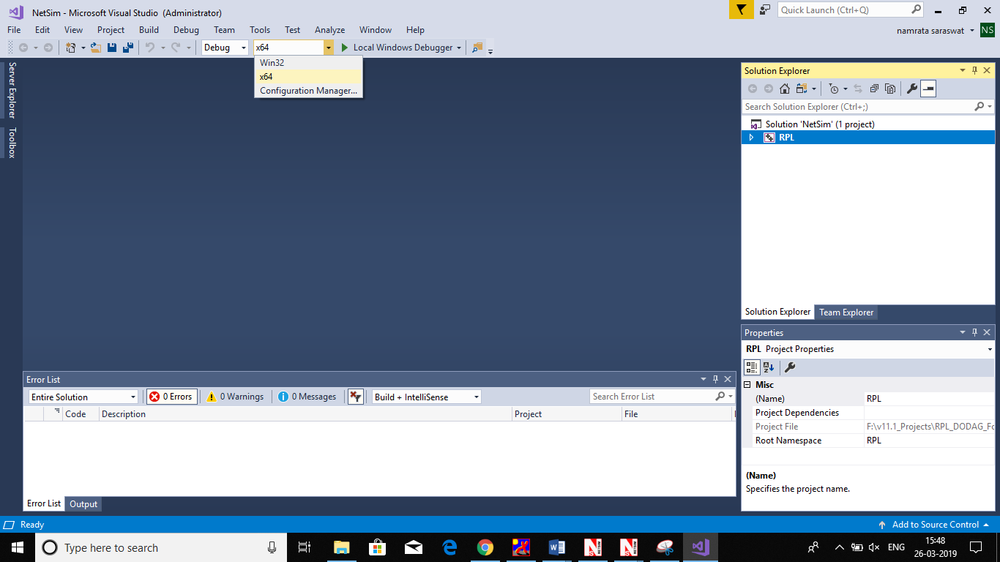 NetSim - Microsoft Visual Studio (Administrator)
Quick Launch (Ctrl+Q)
File Edit View Project Build Debug Team Tools Test Analyze Window Help
namrata saraswat NS
Debug x64 Local Windows Debugger
Win32
x64
Configuration Manager...
Server Explorer
Toolbox
Solution Explorer
Search Solution Explorer (Ctrl+;)
Solution 'NetSim' (1 project)
RPL
Solution Explorer Team Explorer
Properties
RPL Project Properties
Misc
(Name) RPL
Project Dependencies
Project File F:\v11.1_Projects\RPL_DODAG_Fo
Root Namespace RPL
(Name)
Specifies the project name.
Error List
Entire Solution 0 Errors 0 Warnings 0 Messages Build + IntelliSense Search Error List
Code Description Project File
Error List Output
Ready
Add to Source Control
Type here to search
ENG
15:48
26-03-2019